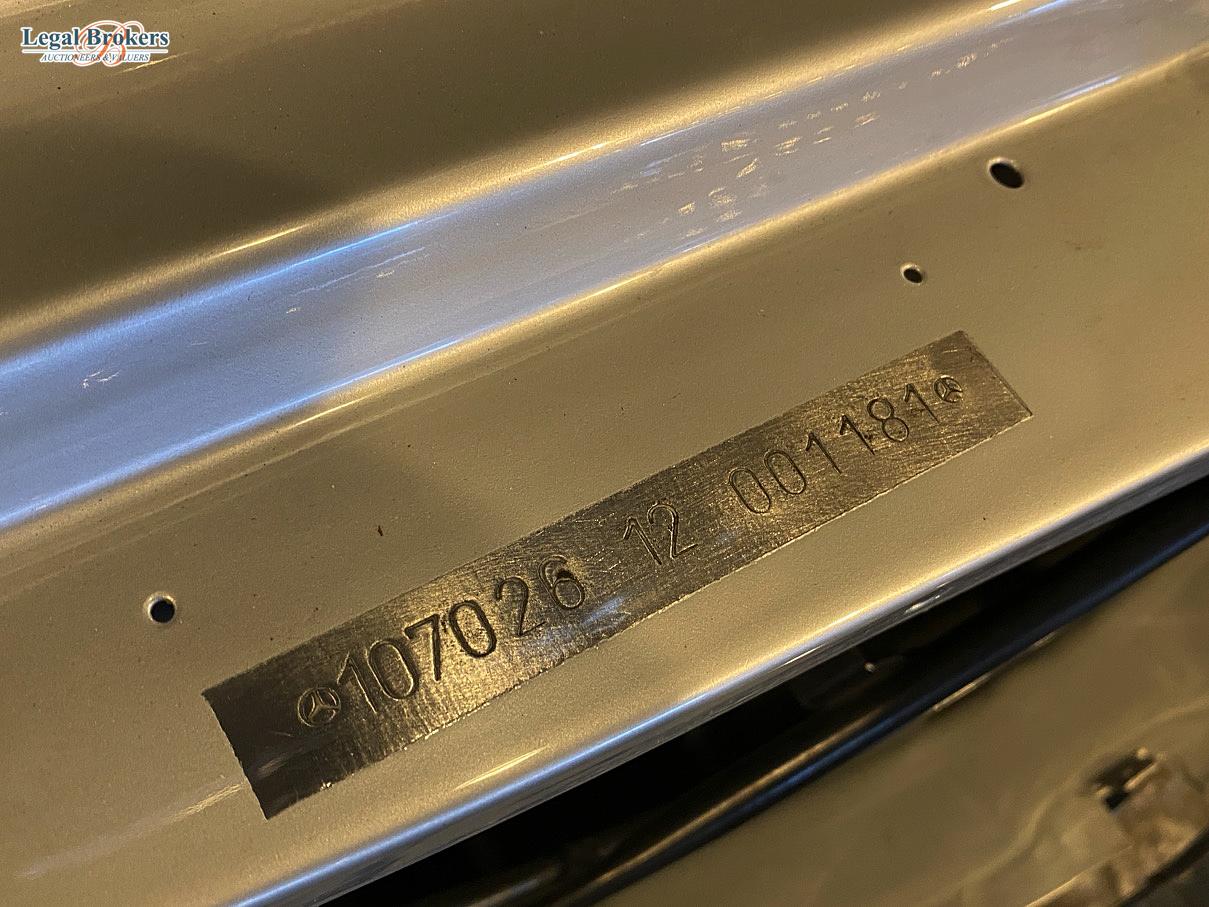 Legal Brokers
AUCTIONEERS & VALUERS
107026 12 001181